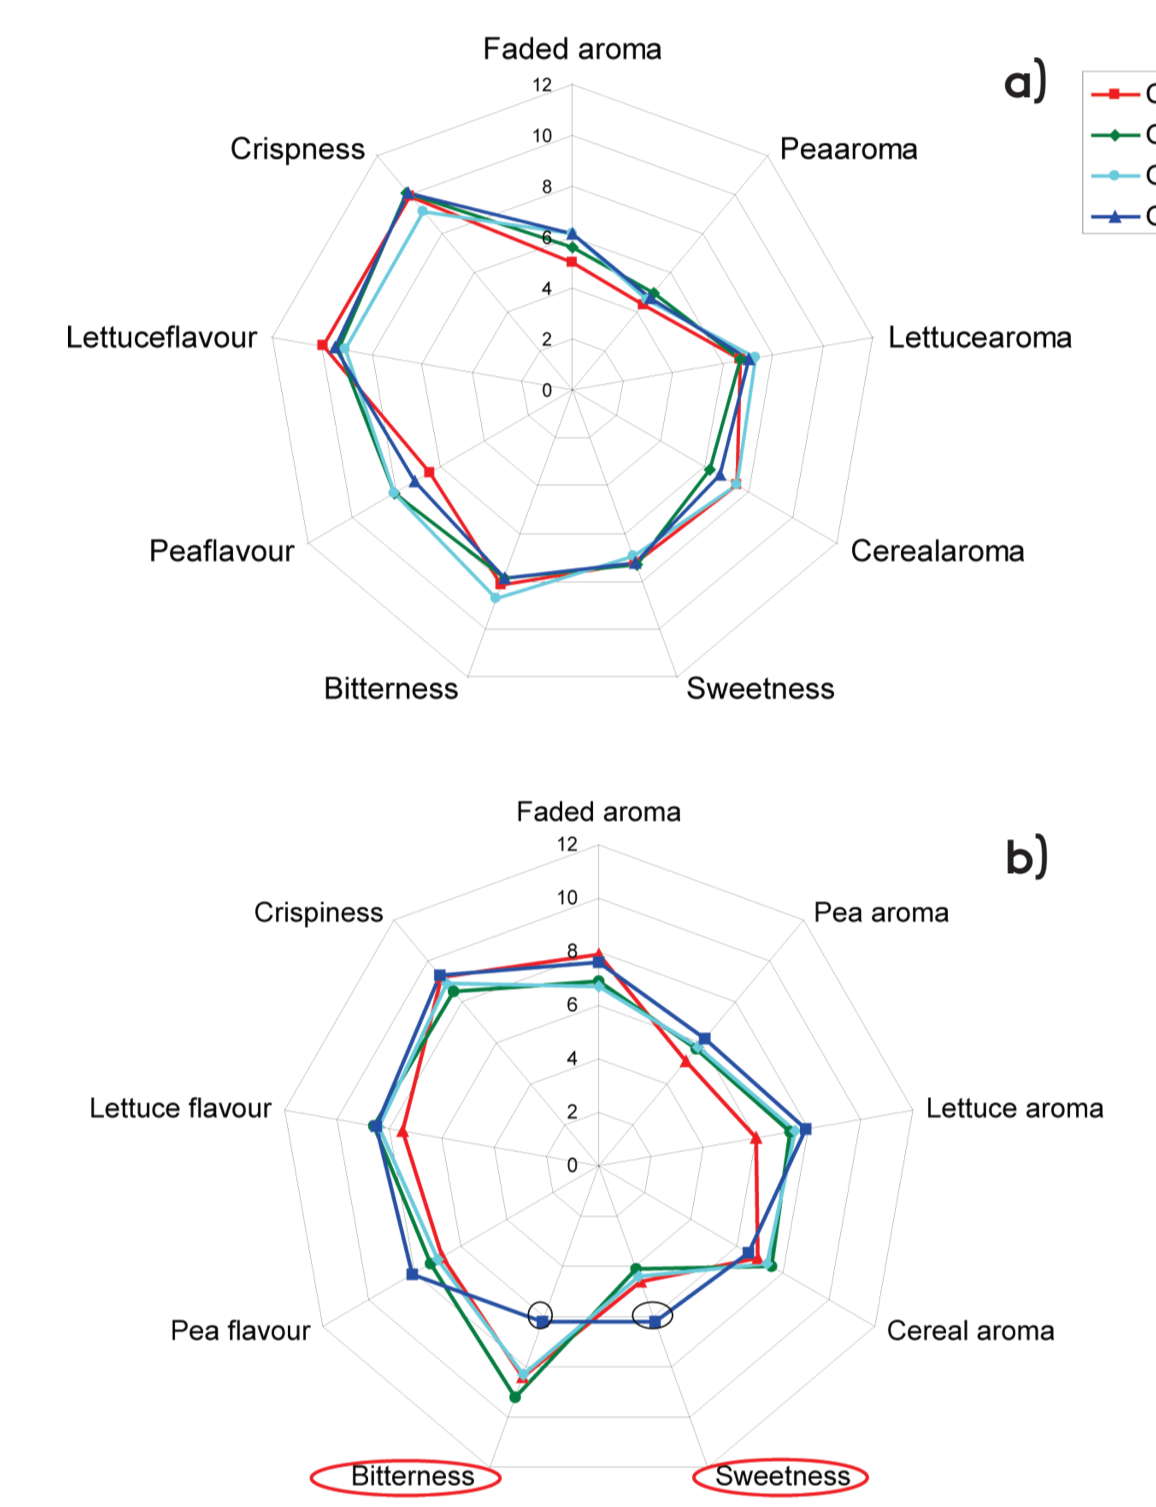 Faded aroma
a)
12
C
Crispness
Peaaroma
10
C
8
C
6
C
4
Lettuceflavour
2
Lettucearoma
0
Peaflavour
Cerealaroma
Bitterness
Sweetness
Faded aroma
12
b)
10
Crispiness
Pea aroma
8
6
4
Lettuce flavour
Lettuce aroma
2
0
Pea flavour
Cereal aroma
Bitterness
Sweetness